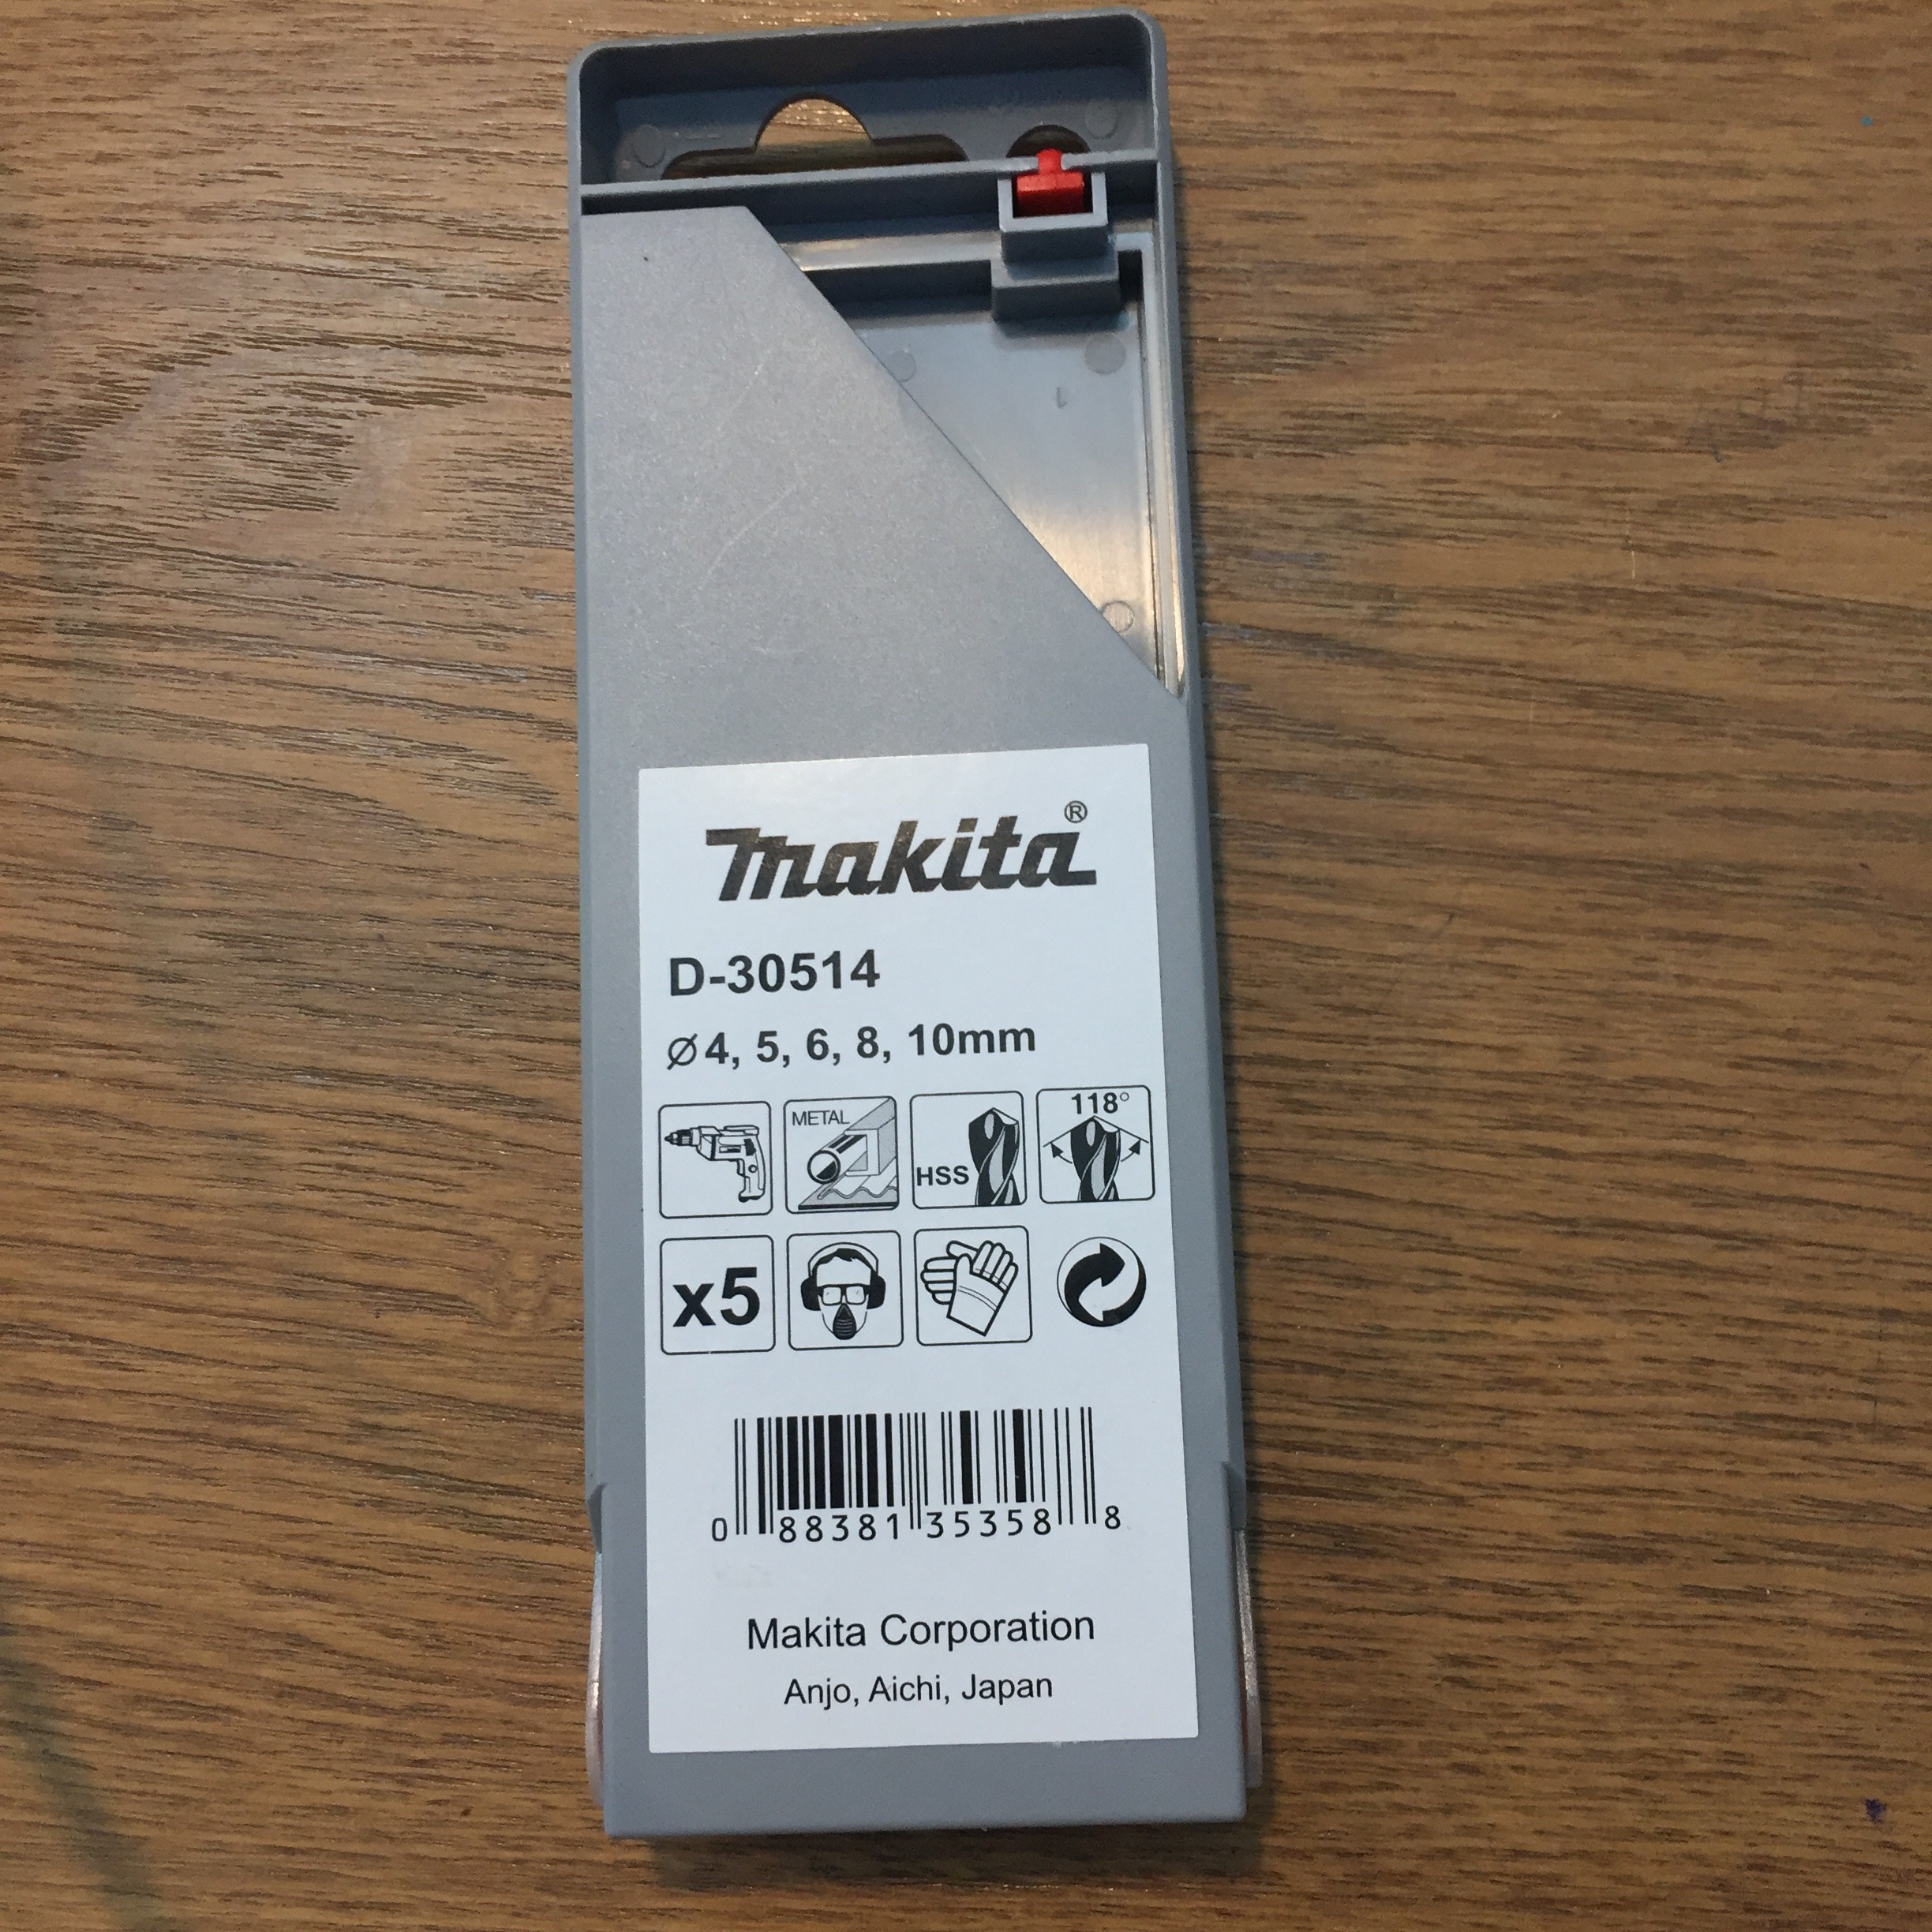 makita®
D-30514
⌀4, 5, 6, 8, 10mm
METAL
HSS
118°
x5
0 88381 35358 8
Makita Corporation
Anjo, Aichi, Japan